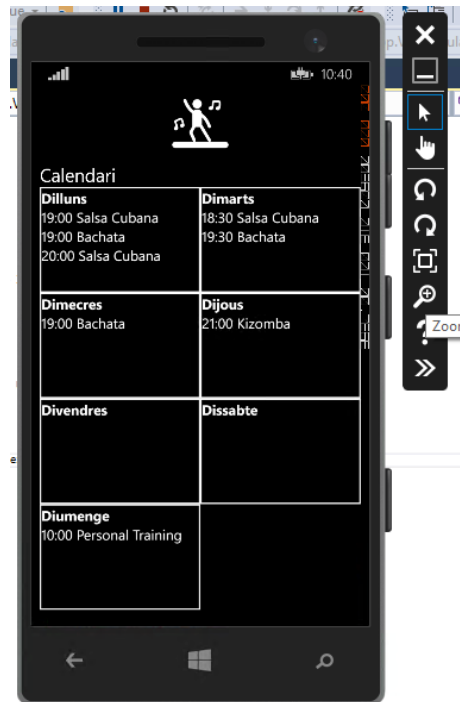 10:40
Calendari
Dilluns
19:00 Salsa Cubana
19:00 Bachata
20:00 Salsa Cubana
Dimarts
18:30 Salsa Cubana
19:30 Bachata
Dimecres
19:00 Bachata
Dijous
21:00 Kizomba
Divendres
Dissabte
Diumenge
10:00 Personal Training
Zoo